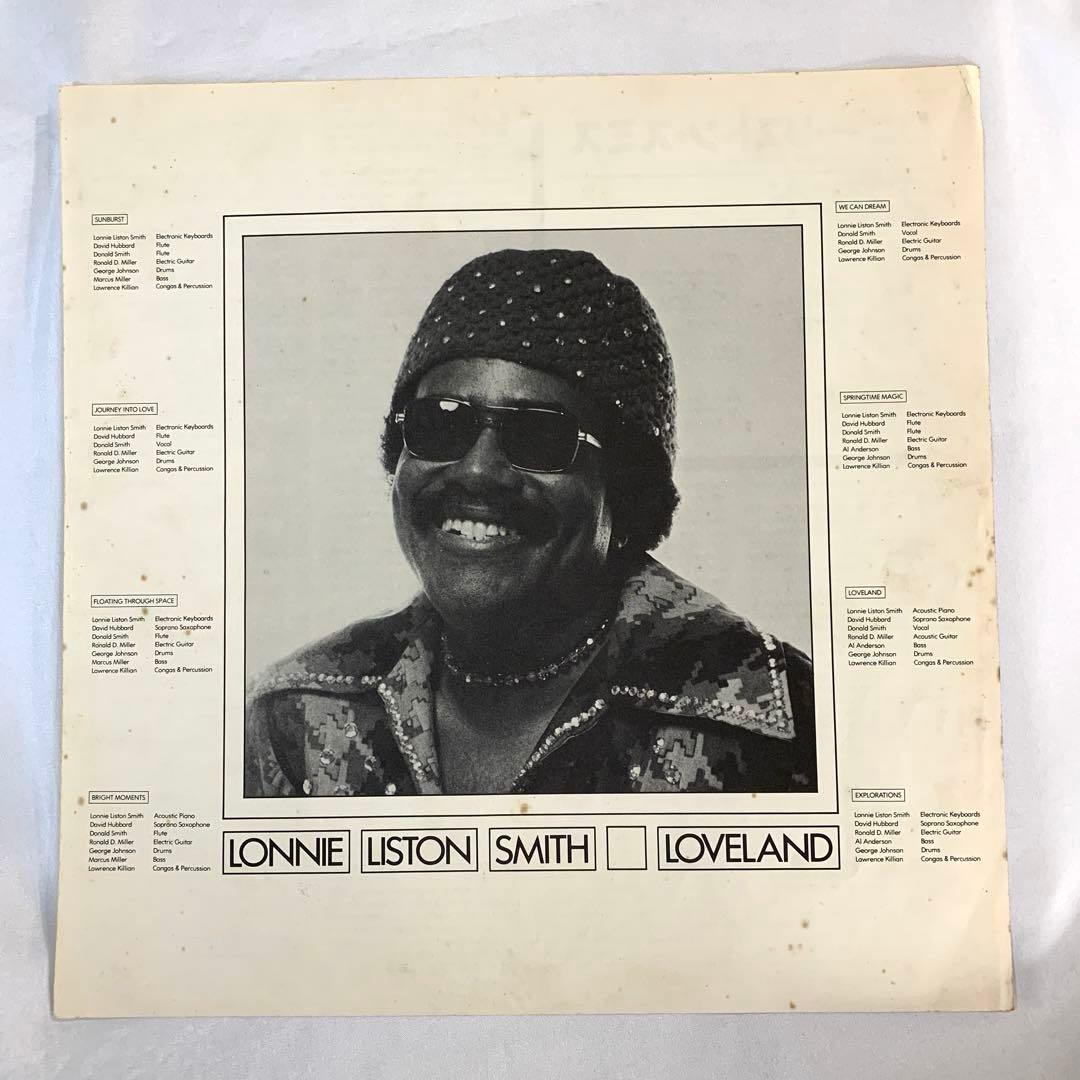 SUNBURST
Lonnie Liston Smith Electronic Keyboards
David Hubbard Flute
Donald Smith Flute
Ronald D. Miller Electric Guitar
George Johnson Drums
Marcus Miller Bass
Lawrence Killian Congas & Percussion
JOURNEY INTO LOVE
Lonnie Liston Smith Electronic Keyboards
David Hubbard Flute
Donald Smith Vocal
Ronald D. Miller Electric Guitar
George Johnson Drums
Lawrence Killian Congas & Percussion
FLOATING THROUGH SPACE
Lonnie Liston Smith Electronic Keyboards
David Hubbard Soprano Saxophone
Donald Smith Flute
Ronald D. Miller Electric Guitar
George Johnson Drums
Marcus Miller Bass
Lawrence Killian Congas & Percussion
BRIGHT MOMENTS
Lonnie Liston Smith Acoustic Piano
David Hubbard Soprano Saxophone
Donald Smith Flute
Ronald D. Miller Electric Guitar
George Johnson Drums
Marcus Miller Bass
Lawrence Killian Congas & Percussion
WE CAN DREAM
Lonnie Liston Smith Electronic Keyboards
Donald Smith Vocal
Ronald D. Miller Electric Guitar
George Johnson Drums
Lawrence Killian Congas & Percussion
SPRINGTIME MAGIC
Lonnie Liston Smith Electronic Keyboards
David Hubbard Flute
Donald Smith Flute
Ronald D. Miller Electric Guitar
Al Anderson Bass
George Johnson Drums
Lawrence Killian Congas & Percussion
LOVELAND
Lonnie Liston Smith Acoustic Piano
David Hubbard Soprano Saxophone
Donald Smith Vocal
Ronald D. Miller Acoustic Guitar
Al Anderson Bass
George Johnson Drums
Lawrence Killian Congas & Percussion
EXPLORATIONS
Lonnie Liston Smith Electronic Keyboards
David Hubbard Soprano Saxophone
Ronald D. Miller Electric Guitar
Al Anderson Bass
George Johnson Drums
Lawrence Killian Congas & Percussion
LONNIE LISTON SMITH LOVELAND